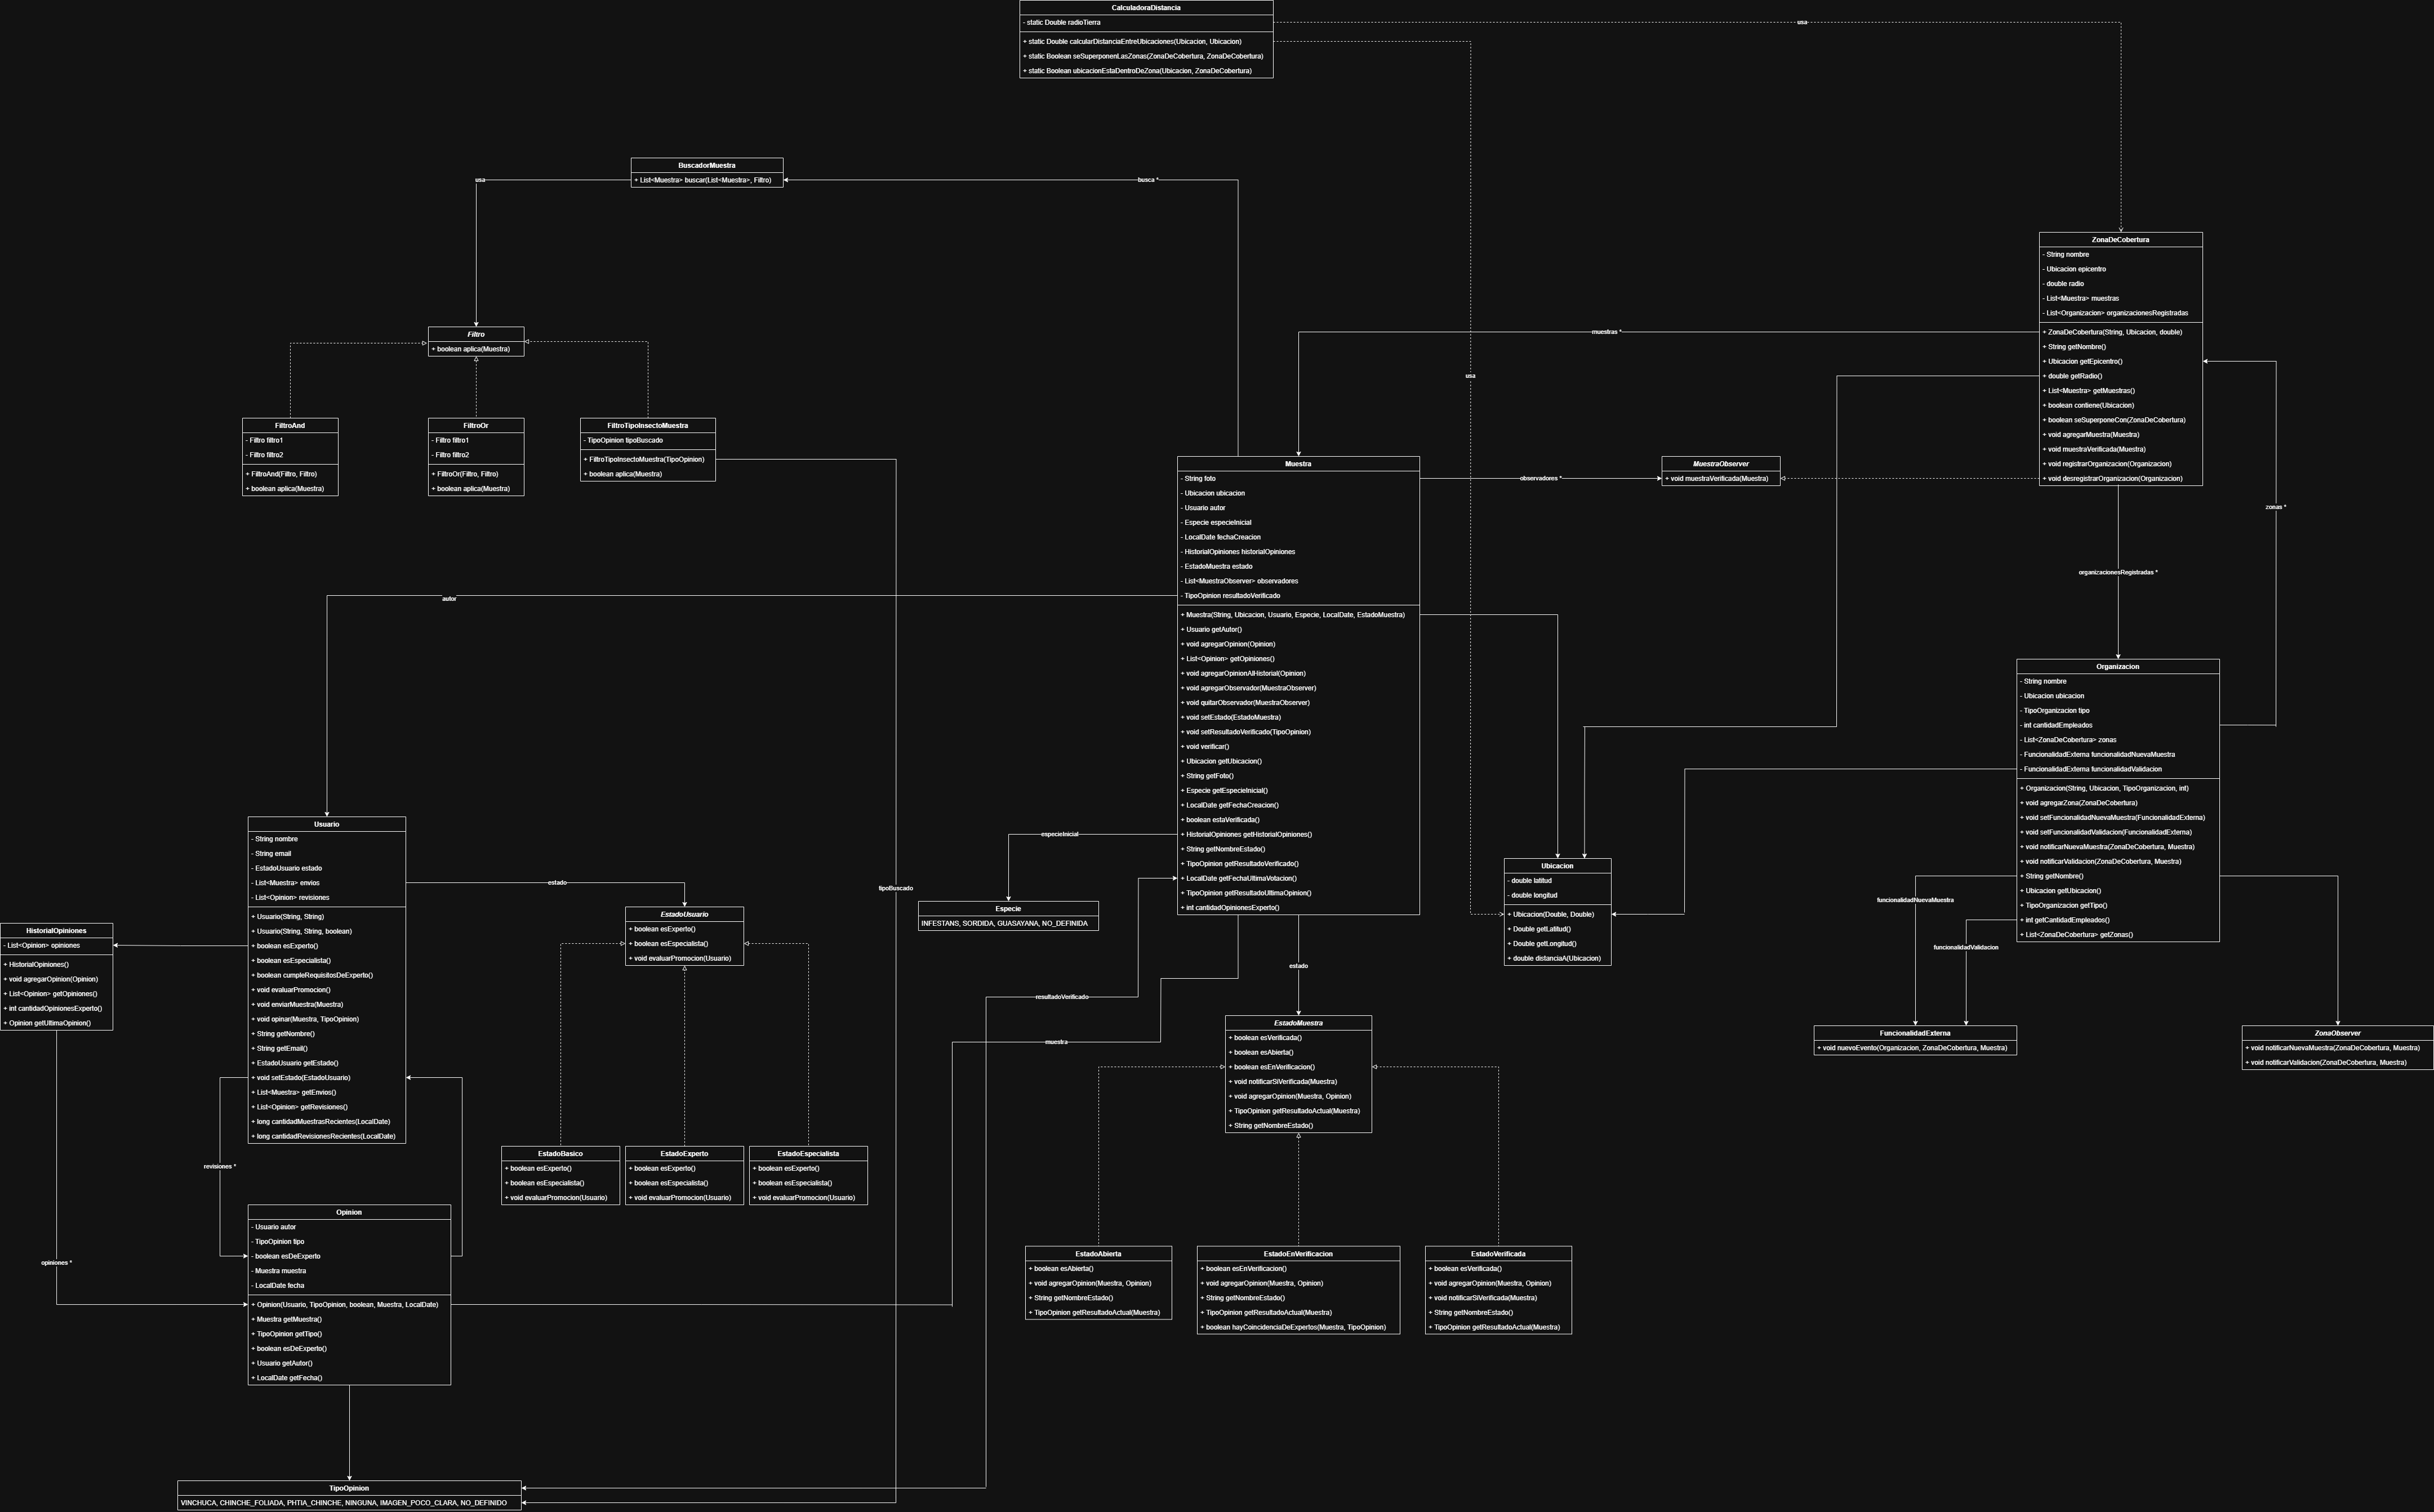 CalculadoraDistancia
- static Double radioTierra
+ static Double calcularDistanciaEntreUbicaciones(Ubicacion, Ubicacion)
+ static Boolean seSuperponenLasZonas(ZonaDeCobertura, ZonaDeCobertura)
+ static Boolean ubicacionEstaDentroDeZona(Ubicacion, ZonaDeCobertura)
usa
usa
BuscadorMuestra
+ List<Muestra> buscar(List<Muestra>, Filtro)
usa
busca *
ZonaDeCobertura
- String nombre
- Ubicacion epicentro
- double radio
- List<Muestra> muestras
- List<Organizacion> organizacionesRegistradas
+ ZonaDeCobertura(String, Ubicacion, double)
+ String getNombre()
+ Ubicacion getEpicentro()
+ double getRadio()
+ List<Muestra> getMuestras()
+ boolean contiene(Ubicacion)
+ boolean seSuperponeCon(ZonaDeCobertura)
+ void agregarMuestra(Muestra)
+ void muestraVerificada(Muestra)
+ void registrarOrganizacion(Organizacion)
+ void desregistrarOrganizacion(Organizacion)
muestras *
zonas *
organizacionesRegistradas *
Filtro
+ boolean aplica(Muestra)
FiltroAnd
- Filtro filtro1
- Filtro filtro2
+ FiltroAnd(Filtro, Filtro)
+ boolean aplica(Muestra)
FiltroOr
- Filtro filtro1
- Filtro filtro2
+ FiltroOr(Filtro, Filtro)
+ boolean aplica(Muestra)
FiltroTipoInsectoMuestra
- TipoOpinion tipoBuscado
+ FiltroTipoInsectoMuestra(TipoOpinion)
+ boolean aplica(Muestra)
tipoBuscado
Muestra
- String foto
- Ubicacion ubicacion
- Usuario autor
- Especie especieInicial
- LocalDate fechaCreacion
- HistorialOpiniones historialOpiniones
- EstadoMuestra estado
- List<MuestraObserver> observadores
- TipoOpinion resultadoVerificado
+ Muestra(String, Ubicacion, Usuario, Especie, LocalDate, EstadoMuestra)
+ Usuario getAutor()
+ void agregarOpinion(Opinion)
+ List<Opinion> getOpiniones()
+ void agregarOpinionAlHistorial(Opinion)
+ void agregarObservador(MuestraObserver)
+ void quitarObservador(MuestraObserver)
+ void setEstado(EstadoMuestra)
+ void setResultadoVerificado(TipoOpinion)
+ void verificar()
+ Ubicacion getUbicacion()
+ String getFoto()
+ Especie getEspecieInicial()
+ LocalDate getFechaCreacion()
+ boolean estaVerificada()
+ HistorialOpiniones getHistorialOpiniones()
+ String getNombreEstado()
+ TipoOpinion getResultadoVerificado()
+ LocalDate getFechaUltimaVotacion()
+ TipoOpinion getResultadoUltimaOpinion()
+ int cantidadOpinionesExperto()
observadores *
MuestraObserver
+ void muestraVerificada(Muestra)
autor
especieInicial
Especie
INFESTANS, SORDIDA, GUASAYANA, NO_DEFINIDA
Organizacion
- String nombre
- Ubicacion ubicacion
- TipoOrganizacion tipo
- int cantidadEmpleados
- List<ZonaDeCobertura> zonas
- FuncionalidadExterna funcionalidadNuevaMuestra
- FuncionalidadExterna funcionalidadValidacion
+ Organizacion(String, Ubicacion, TipoOrganizacion, int)
+ void agregarZona(ZonaDeCobertura)
+ void setFuncionalidadNuevaMuestra(FuncionalidadExterna)
+ void setFuncionalidadValidacion(FuncionalidadExterna)
+ void notificarNuevaMuestra(ZonaDeCobertura, Muestra)
+ void notificarValidacion(ZonaDeCobertura, Muestra)
+ String getNombre()
+ Ubicacion getUbicacion()
+ TipoOrganizacion getTipo()
+ int getCantidadEmpleados()
+ List<ZonaDeCobertura> getZonas()
funcionalidadNuevaMuestra
funcionalidadValidacion
Ubicacion
- double latitud
- double longitud
+ Ubicacion(Double, Double)
+ Double getLatitud()
+ Double getLongitud()
+ double distanciaA(Ubicacion)
Usuario
- String nombre
- String email
- EstadoUsuario estado
- List<Muestra> envios
- List<Opinion> revisiones
+ Usuario(String, String)
+ Usuario(String, String, boolean)
+ boolean esExperto()
+ boolean esEspecialista()
+ boolean cumpleRequisitosDeExperto()
+ void evaluarPromocion()
+ void enviarMuestra(Muestra)
+ void opinar(Muestra, TipoOpinion)
+ String getNombre()
+ String getEmail()
+ EstadoUsuario getEstado()
+ void setEstado(EstadoUsuario)
+ List<Muestra> getEnvios()
+ List<Opinion> getRevisiones()
+ long cantidadMuestrasRecientes(LocalDate)
+ long cantidadRevisionesRecientes(LocalDate)
estado
EstadoUsuario
+ boolean esExperto()
+ boolean esEspecialista()
+ void evaluarPromocion(Usuario)
HistorialOpiniones
- List<Opinion> opiniones
+ HistorialOpiniones()
+ void agregarOpinion(Opinion)
+ List<Opinion> getOpiniones()
+ int cantidadOpinionesExperto()
+ Opinion getUltimaOpinion()
estado
resultadoVerificado
muestra
EstadoMuestra
+ boolean esVerificada()
+ boolean esAbierta()
+ boolean esEnVerificacion()
+ void notificarSiVerificada(Muestra)
+ void agregarOpinion(Muestra, Opinion)
+ TipoOpinion getResultadoActual(Muestra)
+ String getNombreEstado()
FuncionalidadExterna
+ void nuevoEvento(Organizacion, ZonaDeCobertura, Muestra)
ZonaObserver
+ void notificarNuevaMuestra(ZonaDeCobertura, Muestra)
+ void notificarValidacion(ZonaDeCobertura, Muestra)
EstadoBasico
+ boolean esExperto()
+ boolean esEspecialista()
+ void evaluarPromocion(Usuario)
EstadoExperto
+ boolean esExperto()
+ boolean esEspecialista()
+ void evaluarPromocion(Usuario)
EstadoEspecialista
+ boolean esExperto()
+ boolean esEspecialista()
+ void evaluarPromocion(Usuario)
revisiones *
opiniones *
Opinion
- Usuario autor
- TipoOpinion tipo
- boolean esDeExperto
- Muestra muestra
- LocalDate fecha
+ Opinion(Usuario, TipoOpinion, boolean, Muestra, LocalDate)
+ Muestra getMuestra()
+ TipoOpinion getTipo()
+ boolean esDeExperto()
+ Usuario getAutor()
+ LocalDate getFecha()
EstadoAbierta
+ boolean esAbierta()
+ void agregarOpinion(Muestra, Opinion)
+ String getNombreEstado()
+ TipoOpinion getResultadoActual(Muestra)
EstadoEnVerificacion
+ boolean esEnVerificacion()
+ void agregarOpinion(Muestra, Opinion)
+ String getNombreEstado()
+ TipoOpinion getResultadoActual(Muestra)
+ boolean hayCoincidenciaDeExpertos(Muestra, TipoOpinion)
EstadoVerificada
+ boolean esVerificada()
+ void agregarOpinion(Muestra, Opinion)
+ void notificarSiVerificada(Muestra)
+ String getNombreEstado()
+ TipoOpinion getResultadoActual(Muestra)
TipoOpinion
VINCHUCA, CHINCHE_FOLIADA, PHTIA_CHINCHE, NINGUNA, IMAGEN_POCO_CLARA, NO_DEFINIDO